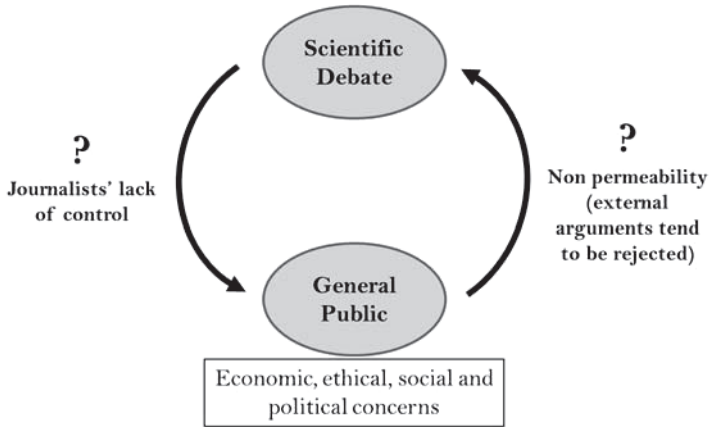 Scientific
Debate
?
Journalists' lack
of control
?
Non permeability
(external
arguments tend
to be rejected)
General
Public
Economic, ethical, social and
political concerns